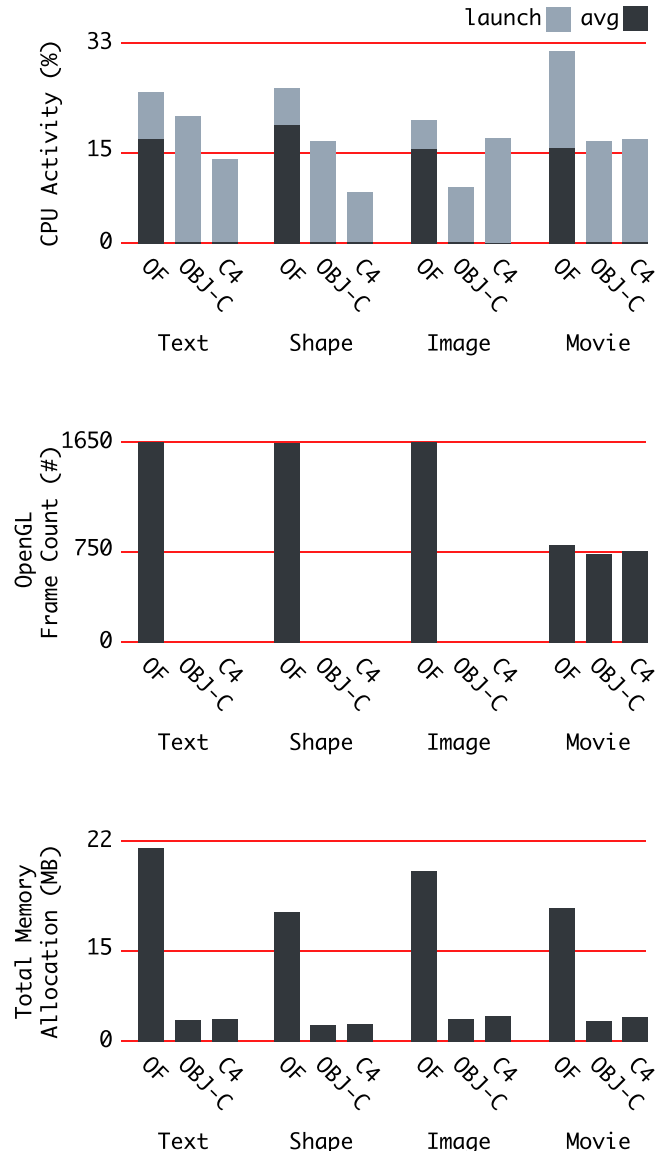 launch avg
CPU Activity (%)
33
15
0
OF OBJ-C C4 OF OBJ-C C4 OF OBJ-C C4 OF OBJ-C C4
Text Shape Image Movie
OpenGL
Frame Count (#)
1650
750
0
OF OBJ-C C4 OF OBJ-C C4 OF OBJ-C C4 OF OBJ-C C4
Text Shape Image Movie
Total Memory
Allocation (MB)
22
15
0
OF OBJ-C C4 OF OBJ-C C4 OF OBJ-C C4 OF OBJ-C C4
Text Shape Image Movie